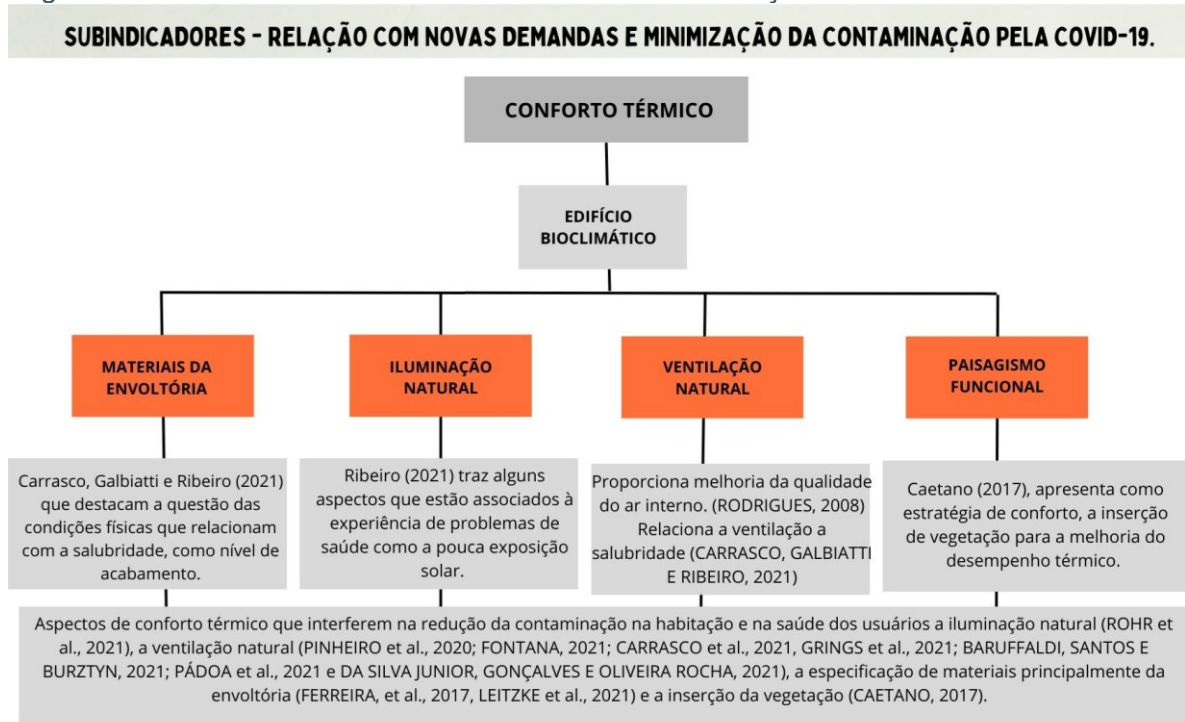 SUBINDICADORES - RELAÇÃO COM NOVAS DEMANDAS E MINIMIZAÇÃO DA CONTAMINAÇÃO PELA COVID-19.
CONFORTO TÉRMICO
EDIFÍCIO
BIOCLIMÁTICO
MATERIAIS DA
ENVOLTÓRIA
ILUMINAÇÃO
NATURAL
VENTILAÇÃO
NATURAL
PAISAGISMO
FUNCIONAL
Carrasco, Galbiatti e Ribeiro (2021)
que destacam a questão das
condições físicas que relacionam
com a salubridade, como nível de
acabamento.
Ribeiro (2021) traz alguns
aspectos que estão associados à
experiência de problemas de
saúde como a pouca exposição
solar.
Proporciona melhoria da qualidade
do ar interno. (RODRIGUES, 2008)
Relaciona a ventilação a
salubridade (CARRASCO, GALBIATTI
E RIBEIRO, 2021)
Caetano (2017), apresenta como
estratégia de conforto, a inserção
de vegetação para a melhoria do
desempenho térmico.
Aspectos de conforto térmico que interferem na redução da contaminação na habitação e na saúde dos usuários a iluminação natural (ROHR et
al., 2021), a ventilação natural (PINHEIRO et al., 2020; FONTANA, 2021; CARRASCO et al., 2021, GRINGS et al., 2021; BARUFFALDI, SANTOS E
BURZTYN, 2021; PÁDOA et al., 2021 e DA SILVA JUNIOR, GONÇALVES E OLIVEIRA ROCHA, 2021), a especificação de materiais principalmente da
envoltória (FERREIRA, et al., 2017, LEITZKE et al., 2021) e a inserção da vegetação (CAETANO, 2017).